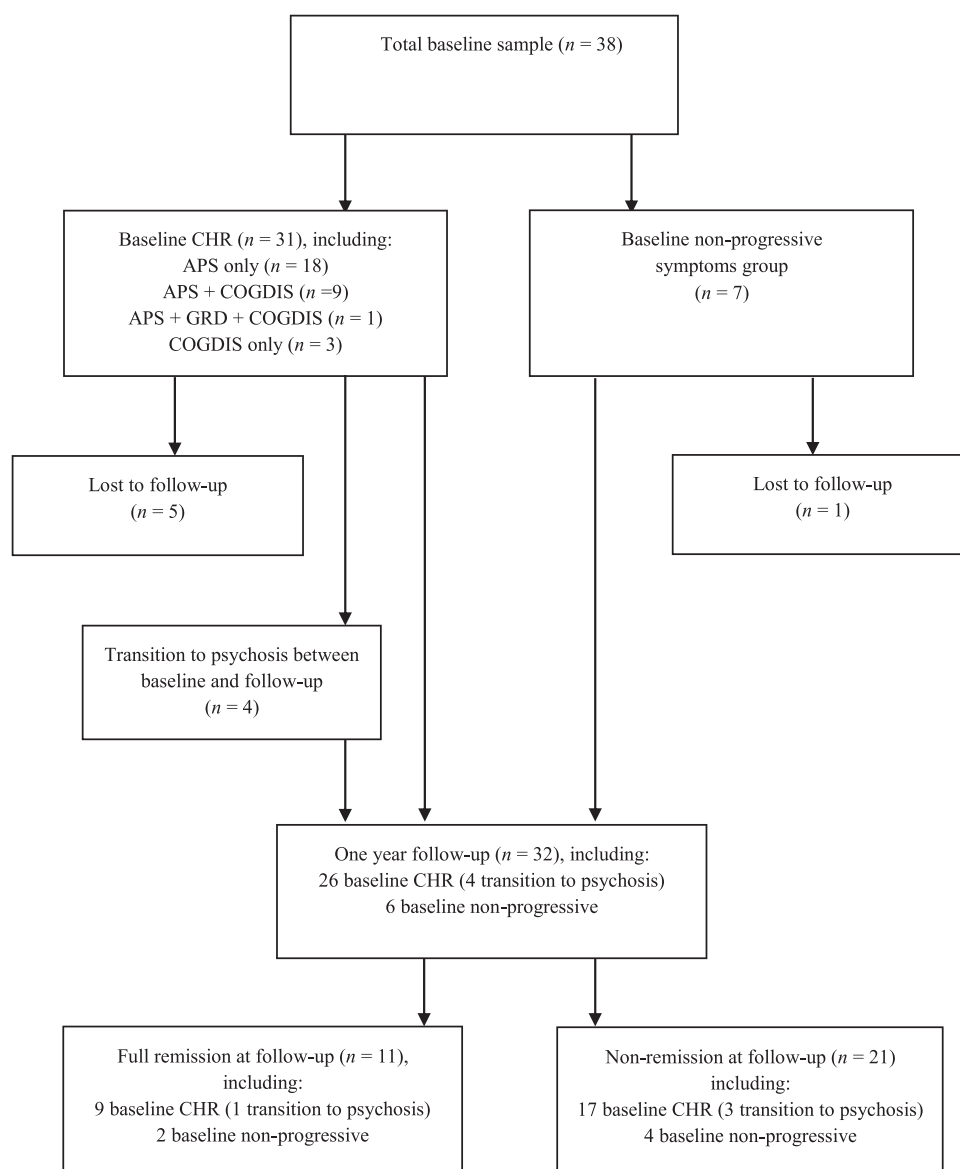 Total baseline sample (n = 38)
Baseline CHR (n = 31), including:
APS only (n = 18)
APS + COGDIS (n =9)
APS + GRD + COGDIS (n = 1)
COGDIS only (n = 3)
Baseline non-progressive
symptoms group
(n = 7)
Lost to follow-up
(n = 5)
Lost to follow-up
(n = 1)
Transition to psychosis between
baseline and follow-up
(n = 4)
One year follow-up (n = 32), including:
26 baseline CHR (4 transition to psychosis)
6 baseline non-progressive
Full remission at follow-up (n = 11),
including:
9 baseline CHR (1 transition to psychosis)
2 baseline non-progressive
Non-remission at follow-up (n = 21)
including:
17 baseline CHR (3 transition to psychosis)
4 baseline non-progressive